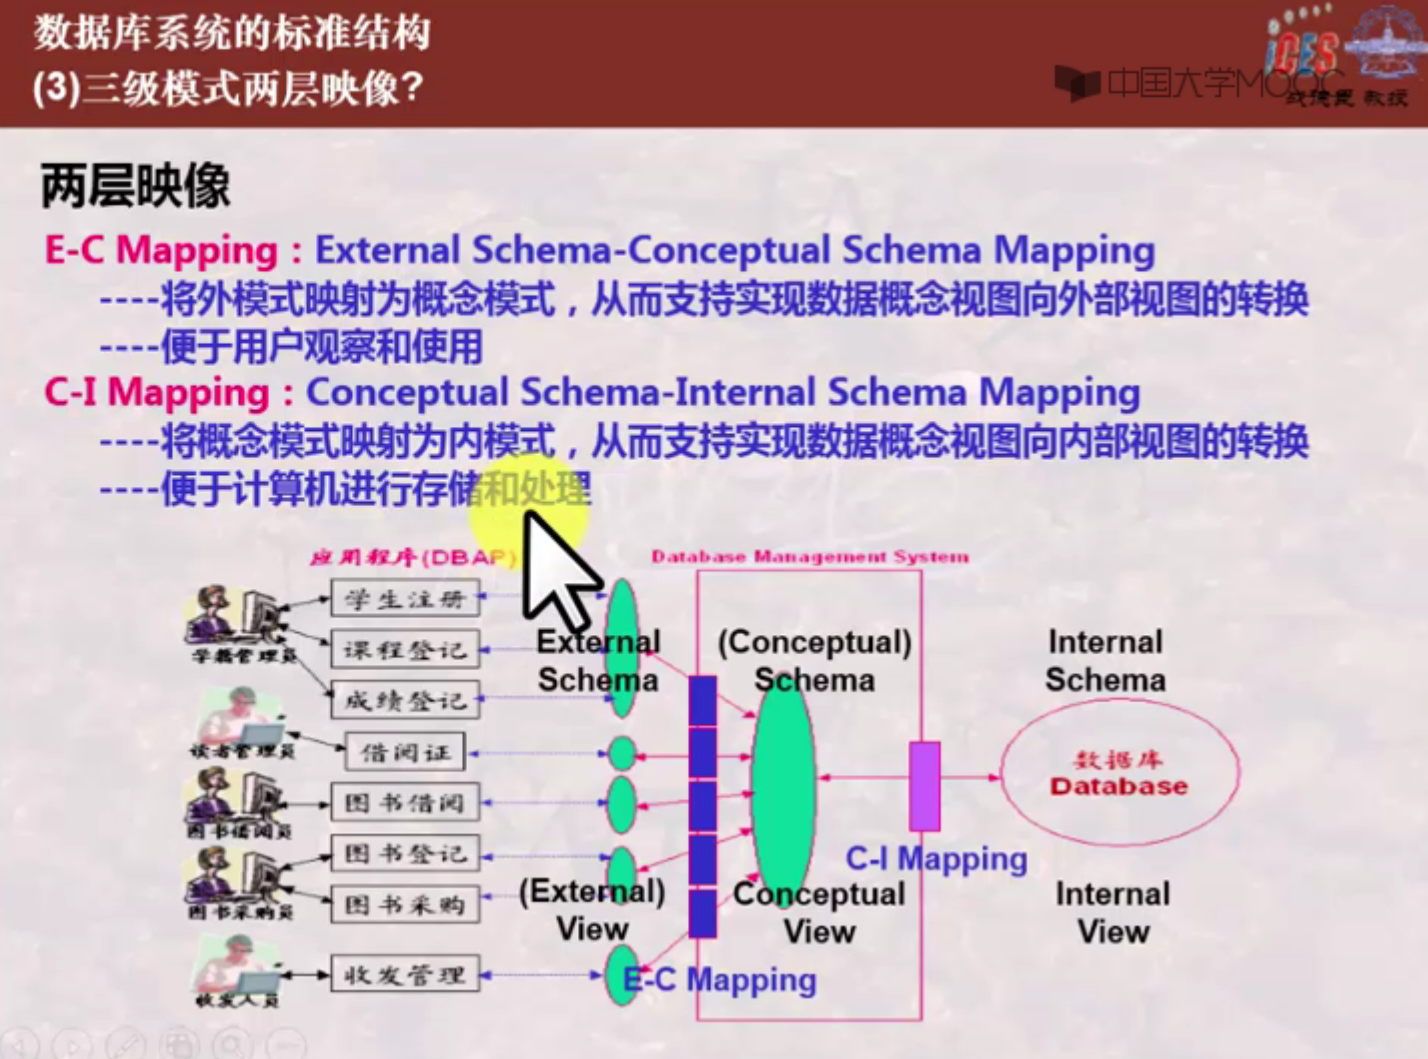 数据库系统的标准结构
(3)三级模式两层映像?
iCES
中国大学MOOC
战德臣 教授
两层映像
E-C Mapping：External Schema-Conceptual Schema Mapping
----将外模式映射为概念模式，从而支持实现数据概念视图向外部视图的转换
----便于用户观察和使用
C-I Mapping：Conceptual Schema-Internal Schema Mapping
----将概念模式映射为内模式，从而支持实现数据概念视图向内部视图的转换
----便于计算机进行存储和处理
应用程序(DBAP)
Database Management System
学生注册
课程登记
学籍管理员
成绩登记
External
Schema
(Conceptual)
Schema
Internal
Schema
借阅证
读者管理员
数据库
Database
图书借阅
图书借阅员
图书登记
C-I Mapping
图书采购
图书采购员
(External)
View
Conceptual
View
Internal
View
收发管理
E-C Mapping
收发人员